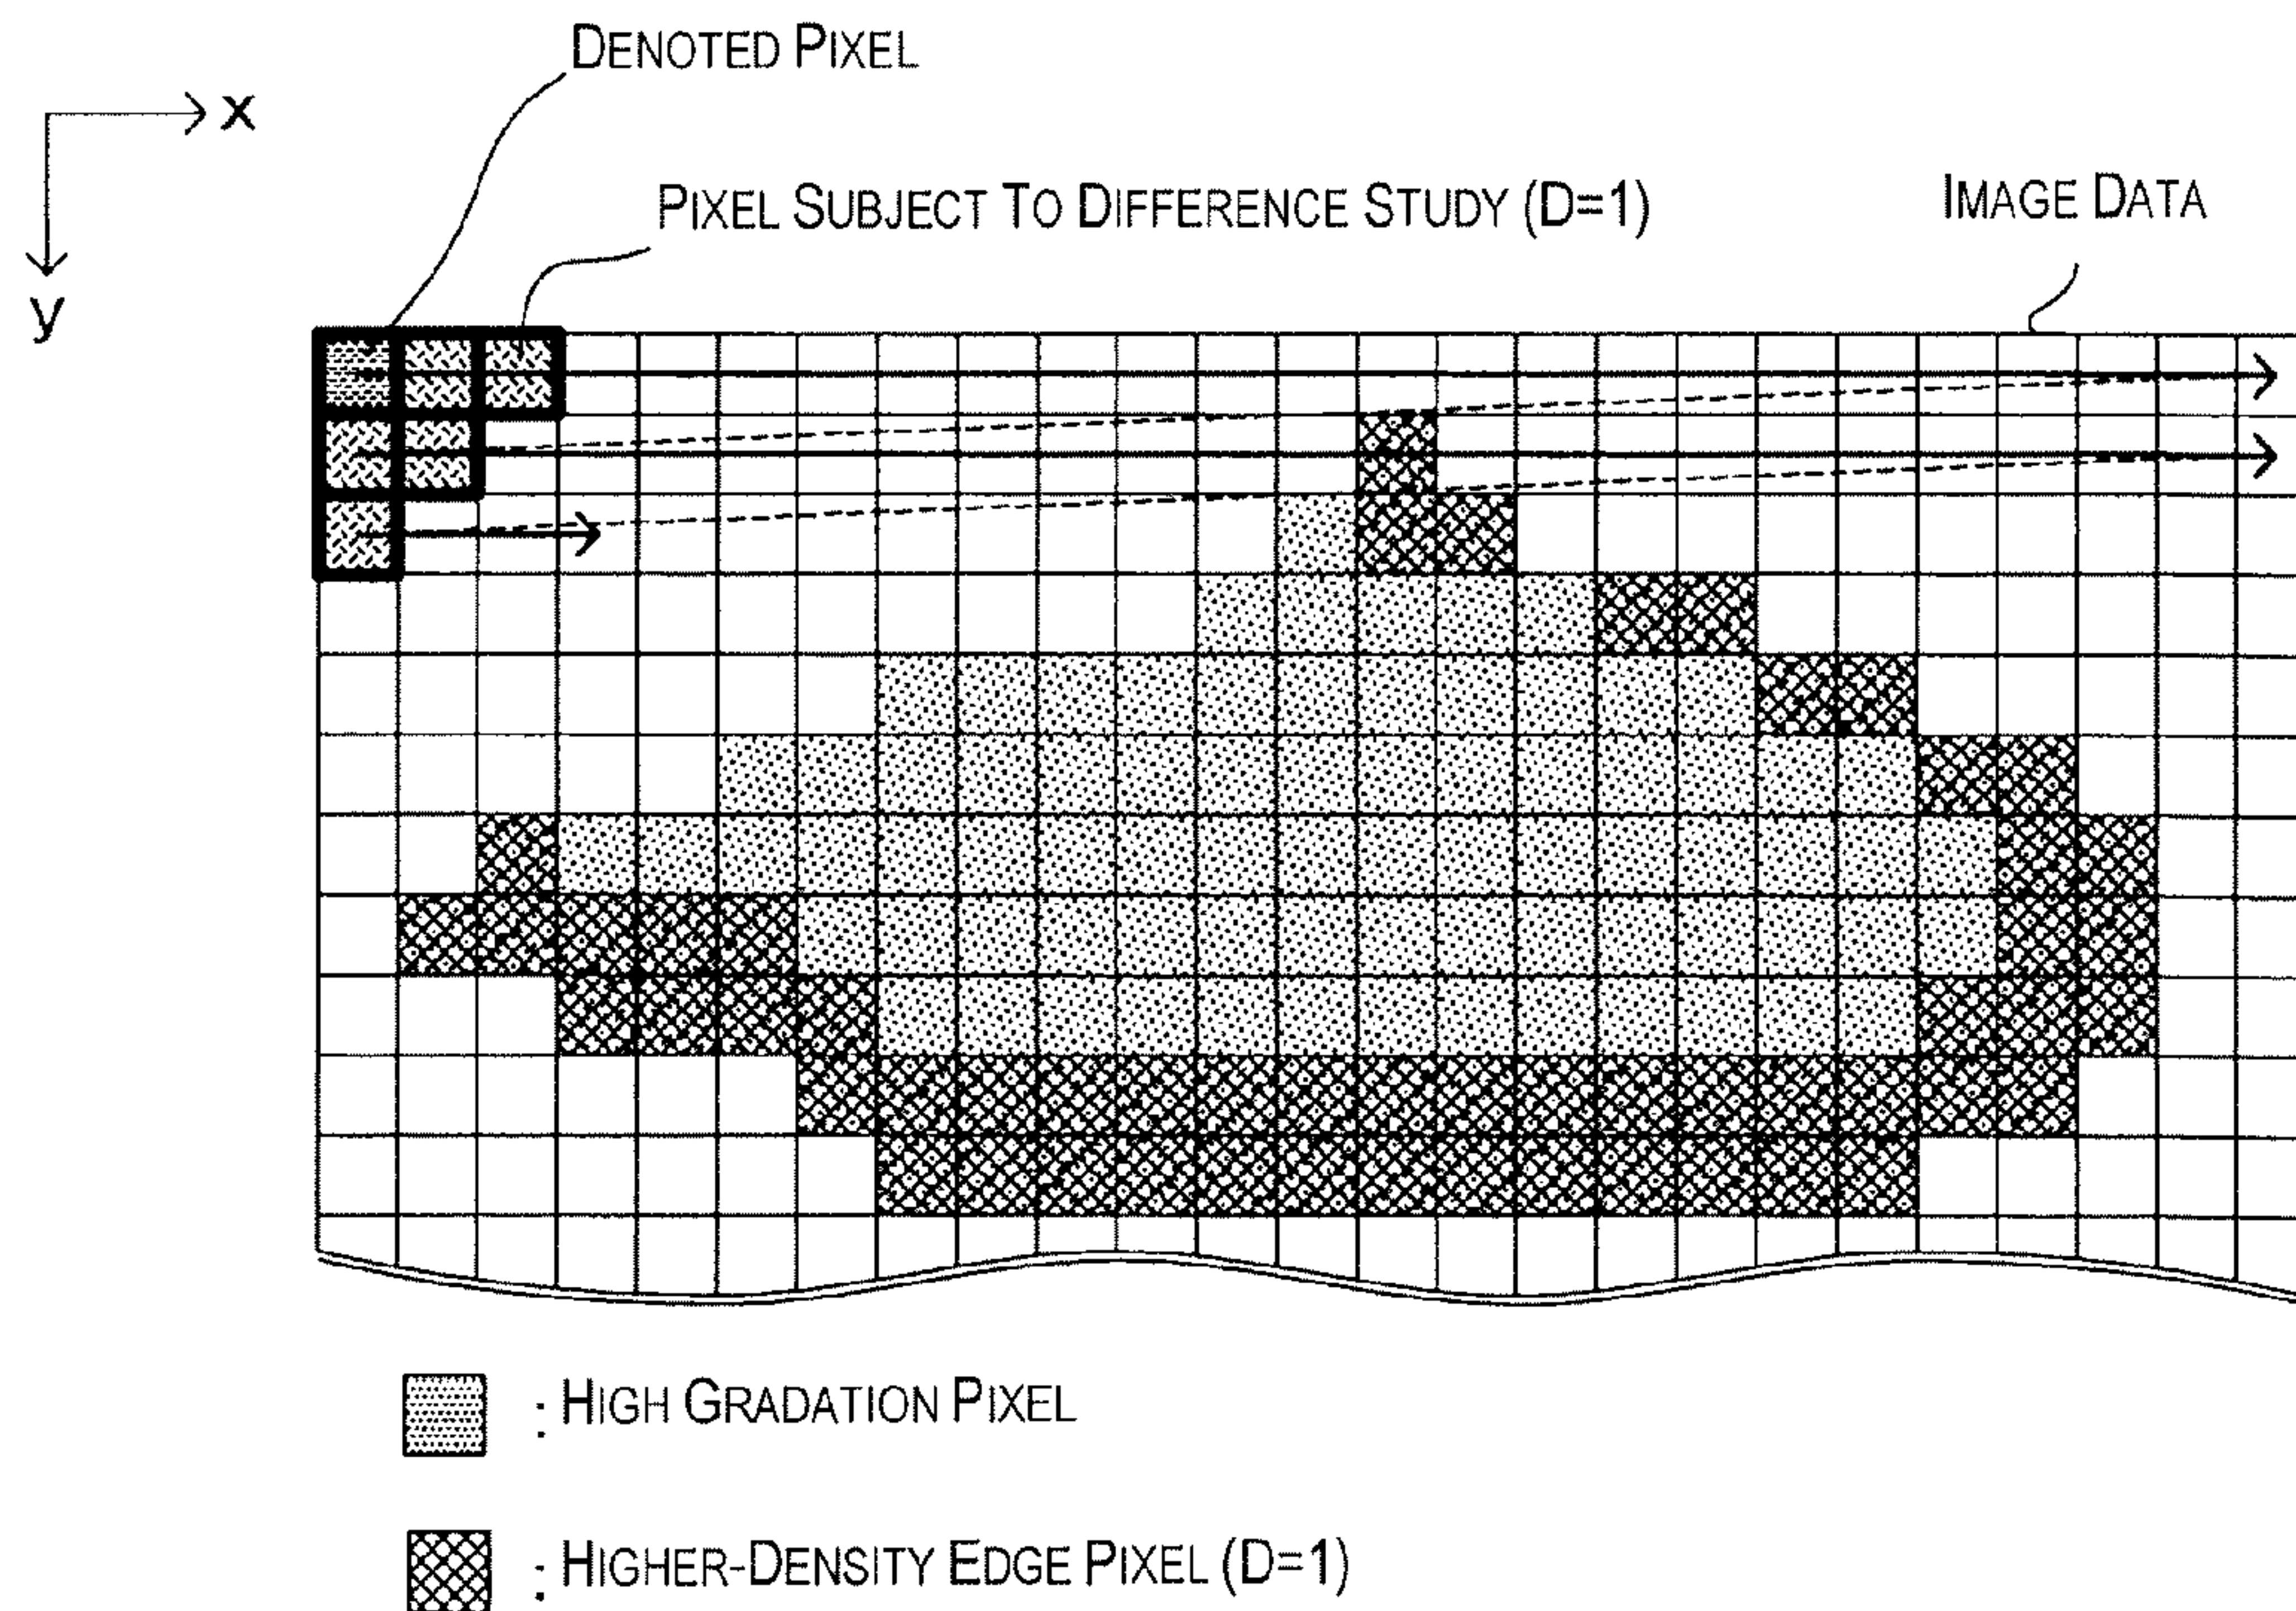 DENOTED PIXEL
x
PIXEL SUBJECT TO DIFFERENCE STUDY (D=1)
IMAGE DATA
y
: HIGH GRADATION PIXEL
: HIGHER-DENSITY EDGE PIXEL (D=1)